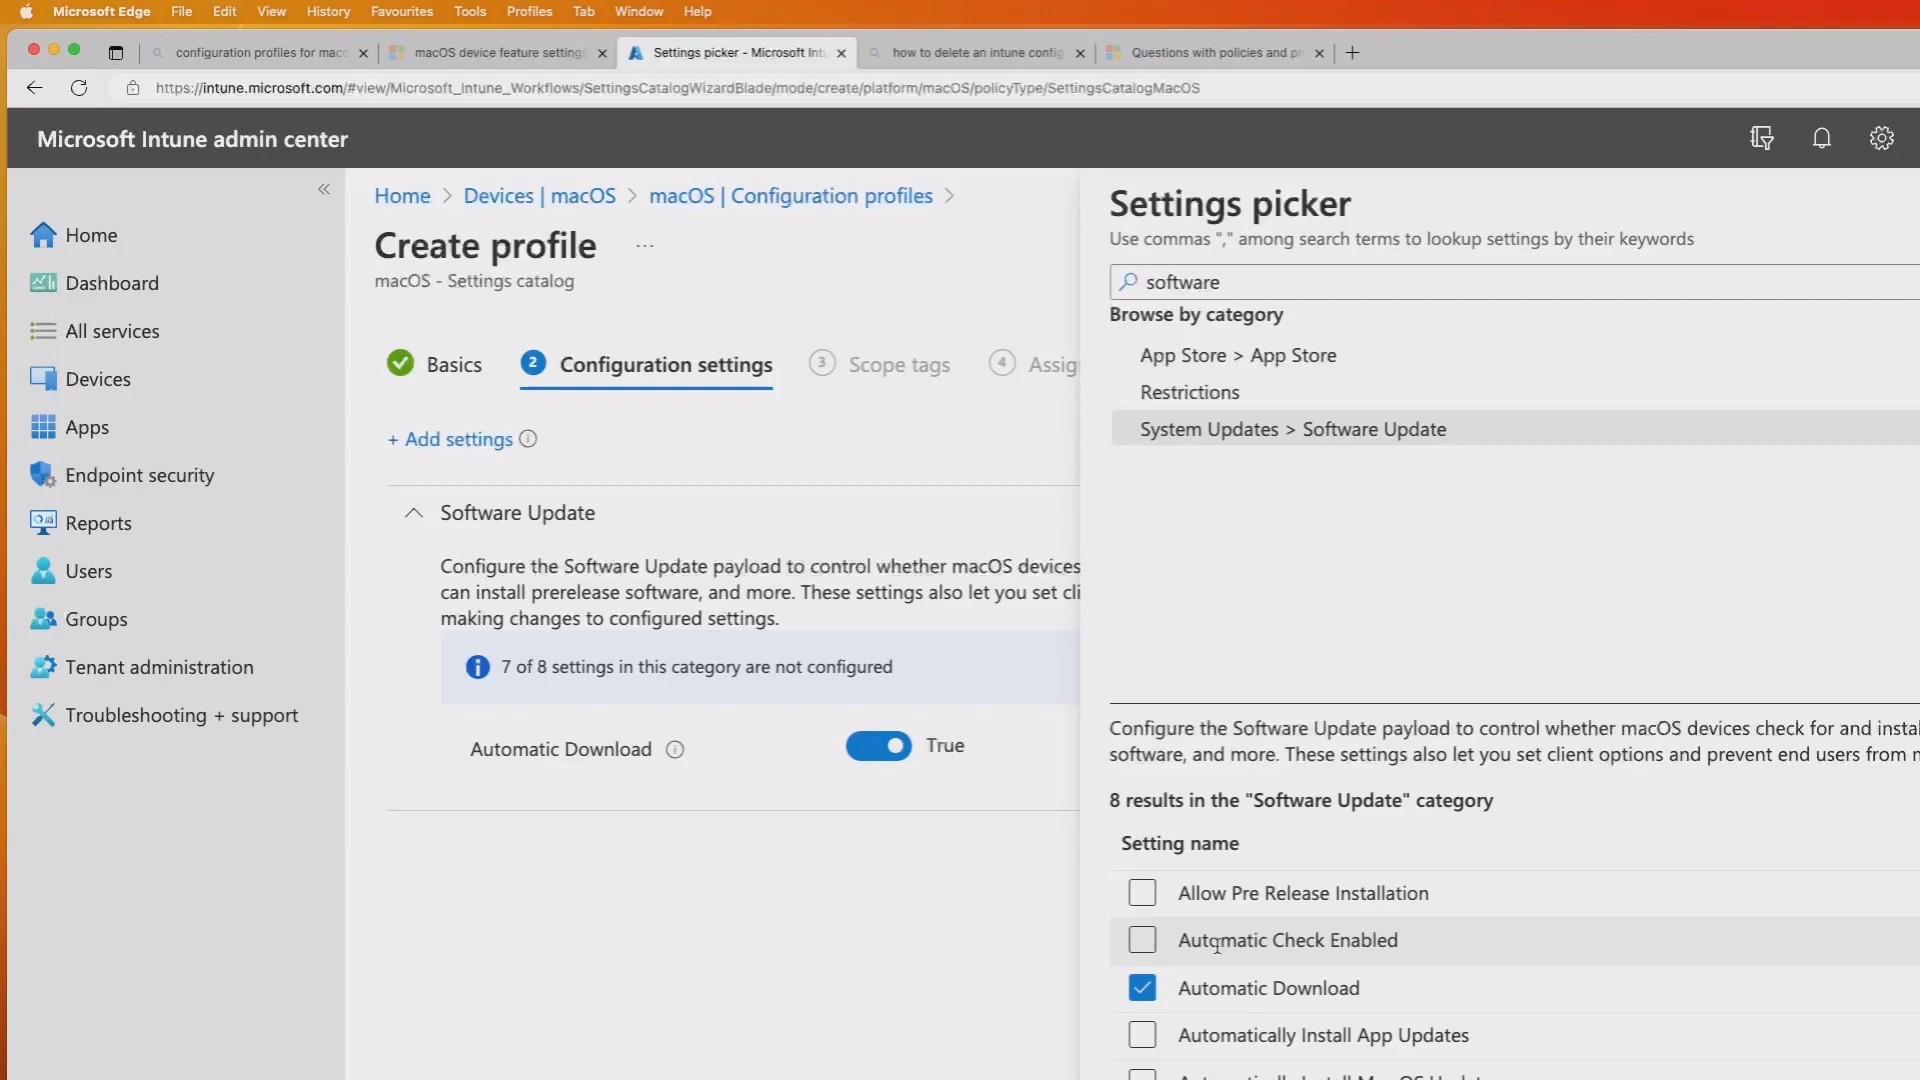 Microsoft Edge File Edit View History Favourites Tools Profiles Tab Window Help
configuration profiles for maco
macOS device feature settings
Settings picker - Microsoft Int
how to delete an intune config
Questions with policies and pr
https://intune.microsoft.com/#view/Microsoft_Intune_Workflows/SettingsCatalogWizardBlade/mode/create/platform/macOS/policyType/SettingsCatalogMacOS
Microsoft Intune admin center
Home
Dashboard
All services
Devices
Apps
Endpoint security
Reports
Users
Groups
Tenant administration
Troubleshooting + support
Home > Devices | macOS > macOS | Configuration profiles >
Create profile ...
macOS - Settings catalog
Basics
2 Configuration settings
3 Scope tags
4 Assig
+ Add settings
Software Update
Configure the Software Update payload to control whether macOS devices
can install prerelease software, and more. These settings also let you set cli
making changes to configured settings.
7 of 8 settings in this category are not configured
Automatic Download
True
Settings picker
Use commas "," among search terms to lookup settings by their keywords
software
Browse by category
App Store > App Store
Restrictions
System Updates > Software Update
Configure the Software Update payload to control whether macOS devices check for and instal
software, and more. These settings also let you set client options and prevent end users from
8 results in the "Software Update" category
Setting name
Allow Pre Release Installation
Automatic Check Enabled
Automatic Download
Automatically Install App Updates